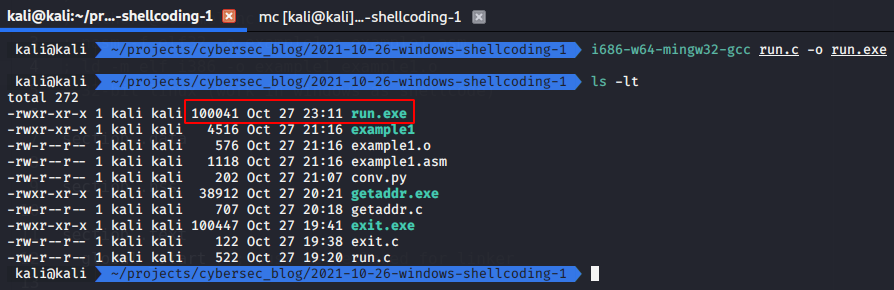 kali@kali:~/pr...-shellcoding-1 mc [kali@kali]...-shellcoding-1
kali@kali ~/projects/cybersec_blog/2021-10-26-windows-shellcoding-1 i686-w64-mingw32-gcc run.c -o run.exe
kali@kali ~/projects/cybersec_blog/2021-10-26-windows-shellcoding-1 ls -lt
total 272
-rwxr-xr-x 1 kali kali 100041 Oct 27 23:11 run.exe
-rwxr-xr-x 1 kali kali 4516 Oct 27 21:16 example1
-rw-r--r-- 1 kali kali 576 Oct 27 21:16 example1.o
-rw-r--r-- 1 kali kali 1118 Oct 27 21:16 example1.asm
-rw-r--r-- 1 kali kali 202 Oct 27 21:07 conv.py
-rwxr-xr-x 1 kali kali 38912 Oct 27 20:21 getaddr.exe
-rw-r--r-- 1 kali kali 707 Oct 27 20:18 getaddr.c
-rwxr-xr-x 1 kali kali 100447 Oct 27 19:41 exit.exe
-rw-r--r-- 1 kali kali 122 Oct 27 19:38 exit.c
-rw-r--r-- 1 kali kali 522 Oct 27 19:20 run.c
kali@kali ~/projects/cybersec_blog/2021-10-26-windows-shellcoding-1